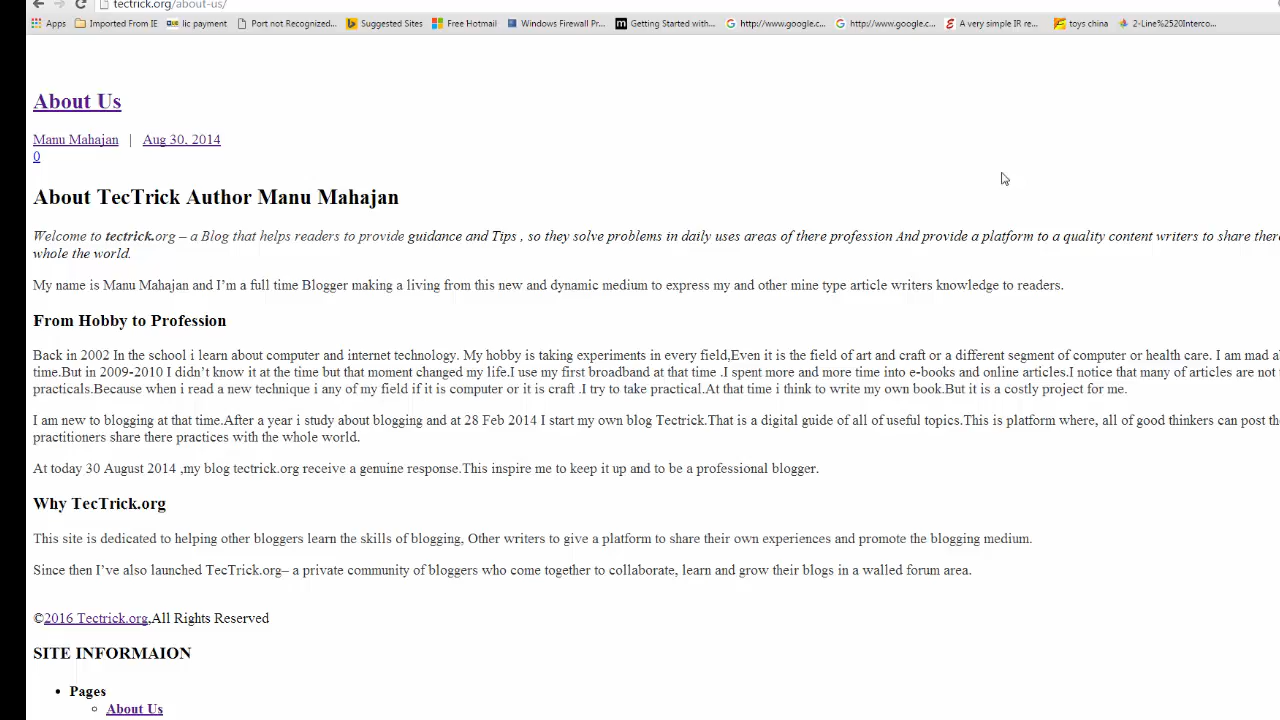 tectrick.org/about-us/
Apps Imported From IE lic payment Port not Recognized... Suggested Sites Free Hotmail Windows Firewall Pr... Getting Started with... http://www.google.c... http://www.google.c... A very simple IR re... toys china 2-Line%2520Interco...
About Us
Manu Mahajan | Aug 30, 2014
0
About TecTrick Author Manu Mahajan
Welcome to tectrick.org – a Blog that helps readers to provide guidance and Tips , so they solve problems in daily uses areas of there profession And provide a platform to a quality content writers to share there
whole the world.
My name is Manu Mahajan and I’m a full time Blogger making a living from this new and dynamic medium to express my and other mine type article writers knowledge to readers.
From Hobby to Profession
Back in 2002 In the school i learn about computer and internet technology. My hobby is taking experiments in every field,Even it is the field of art and craft or a different segment of computer or health care. I am mad a
time.But in 2009-2010 I didn’t know it at the time but that moment changed my life.I use my first broadband at that time .I spent more and more time into e-books and online articles.I notice that many of articles are not
practicals.Because when i read a new technique i any of my field if it is computer or it is craft .I try to take practical.At that time i think to write my own book.But it is a costly project for me.
I am new to blogging at that time.After a year i study about blogging and at 28 Feb 2014 I start my own blog Tectrick.That is a digital guide of all of useful topics.This is platform where, all of good thinkers can post the
practitioners share there practices with the whole world.
At today 30 August 2014 ,my blog tectrick.org receive a genuine response.This inspire me to keep it up and to be a professional blogger.
Why TecTrick.org
This site is dedicated to helping other bloggers learn the skills of blogging, Other writers to give a platform to share their own experiences and promote the blogging medium.
Since then I’ve also launched TecTrick.org– a private community of bloggers who come together to collaborate, learn and grow their blogs in a walled forum area.
©2016 Tectrick.org,All Rights Reserved
SITE INFORMAION
• Pages
◦ About Us